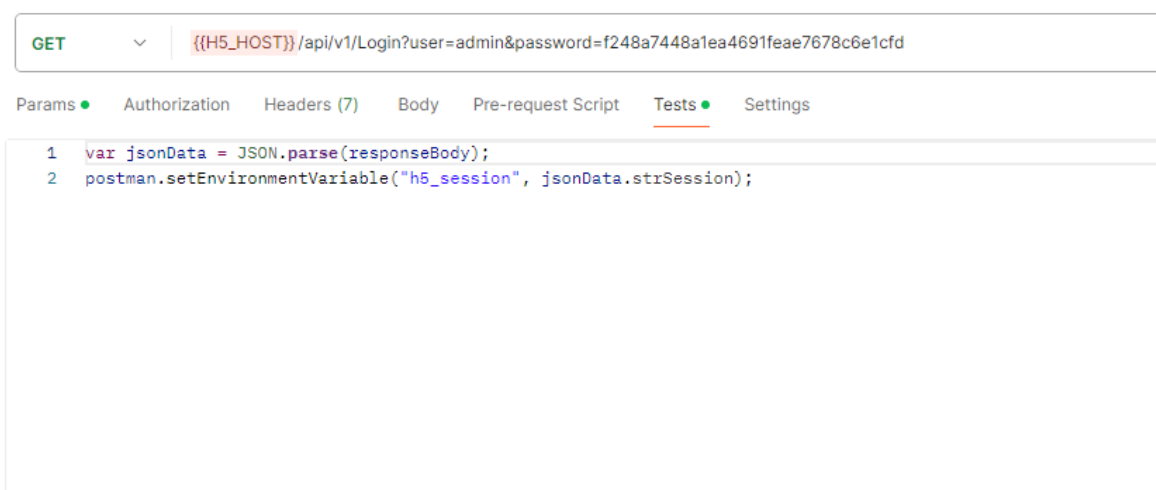 GET {{H5_HOST}}/api/v1/Login?user=admin&password=f248a7448a1ea4691feae7678c6e1cfd
Params Authorization Headers (7) Body Pre-request Script Tests Settings
1 var jsonData = JSON.parse(responseBody);
2 postman.setEnvironmentVariable("h5_session", jsonData.strSession);